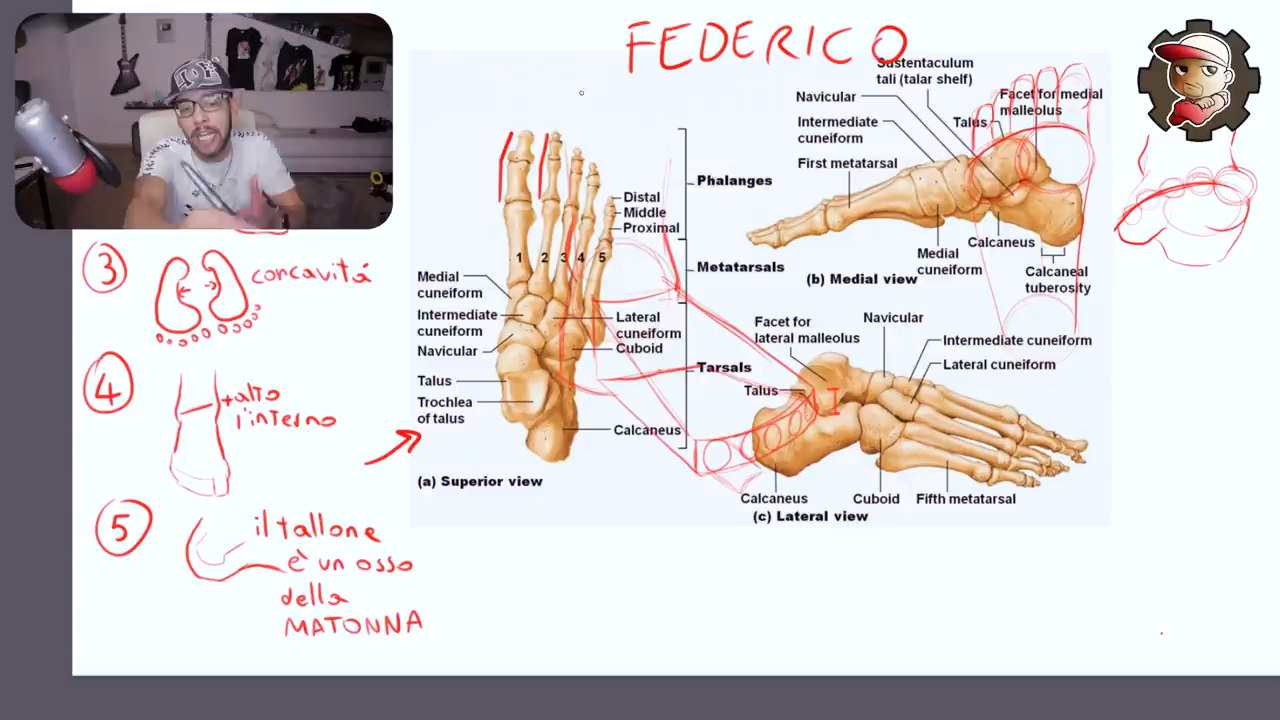 FEDERICO
3
concavità
4
+alto
l'interno
5
il tallone
è un osso
della
MATONNA
1
2
3
4
5
Distal
Middle
Proximal
Phalanges
Metatarsals
Tarsals
Medial
cuneiform
Intermediate
cuneiform
Navicular
Talus
Trochlea
of talus
Lateral
cuneiform
Cuboid
Calcaneus
(a) Superior view
Sustentaculum
tali (talar shelf)
Navicular
Intermediate
cuneiform
First metatarsal
Facet for medial
malleolus
Talus
Medial
cuneiform
Calcaneus
Calcaneal
tuberosity
(b) Medial view
Facet for
lateral malleolus
Navicular
Intermediate cuneiform
Lateral cuneiform
Talus
Calcaneus
Cuboid
Fifth metatarsal
(c) Lateral view